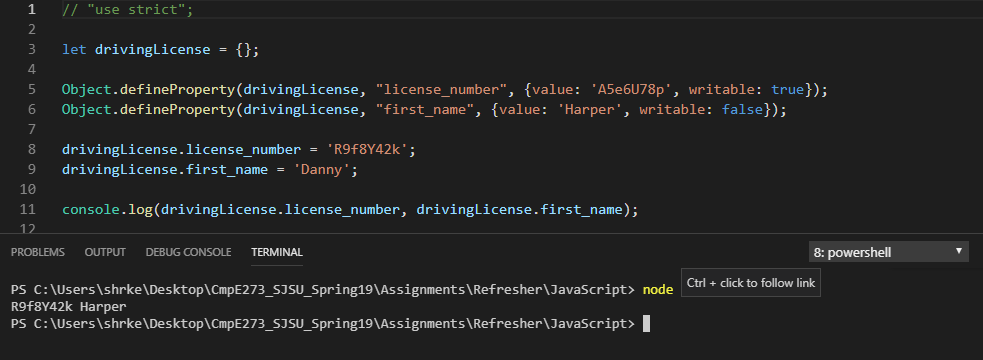 1 // "use strict";
2
3 let drivingLicense = {};
4
5 Object.defineProperty(drivingLicense, "license_number", {value: 'A5e6U78p', writable: true});
6 Object.defineProperty(drivingLicense, "first_name", {value: 'Harper', writable: false});
7
8 drivingLicense.license_number = 'R9f8Y42k';
9 drivingLicense.first_name = 'Danny';
10
11 console.log(drivingLicense.license_number, drivingLicense.first_name);
12
PROBLEMS OUTPUT DEBUG CONSOLE TERMINAL 8: powershell
PS C:\Users\shrke\Desktop\CmpE273_SJSU_Spring19\Assignments\Refresher\JavaScript> node Ctrl + click to follow link
R9f8Y42k Harper
PS C:\Users\shrke\Desktop\CmpE273_SJSU_Spring19\Assignments\Refresher\JavaScript>